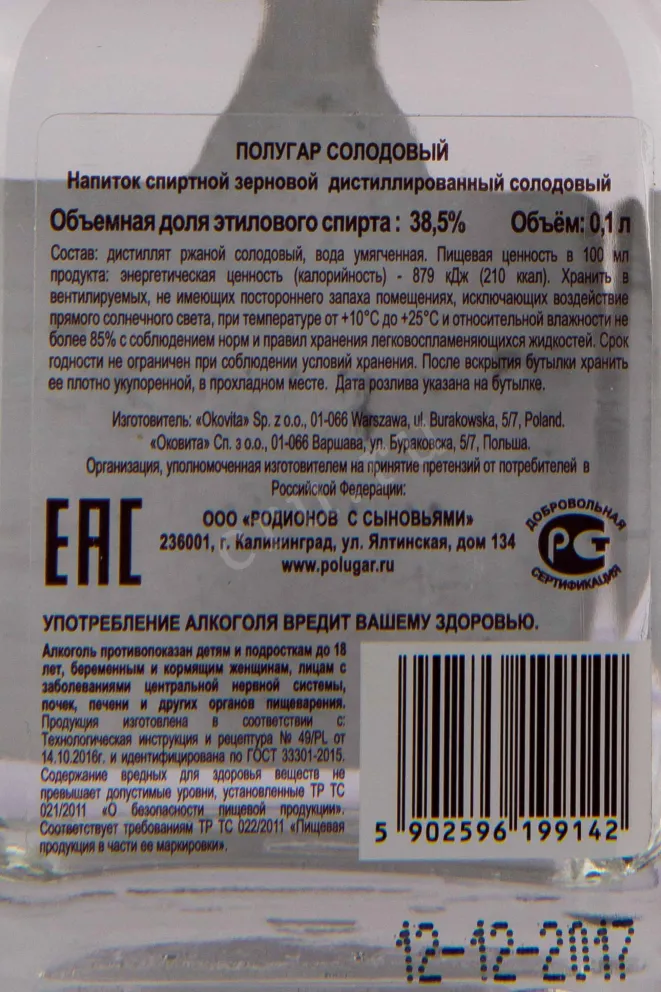 ПОЛУГАР СОЛОДОВЫЙ
Напиток спиртной зерновой дистиллированный солодовый
Объемная доля этилового спирта : 38,5% Объём: 0,1 л
Состав: дистиллят ржаной солодовый, вода умягченная. Пищевая ценность в 100 мл
продукта: энергетическая ценность (калорийность) - 879 кДж (210 ккал). Хранить в
вентилируемых, не имеющих постороннего запаха помещениях, исключающих воздействие
прямого солнечного света, при температуре от +10°С до +25°С и относительной влажности не
более 85% с соблюдением норм и правил хранения легковоспламеняющихся жидкостей. Срок
годности не ограничен при соблюдении условий хранения. После вскрытия бутылки хранить
ее плотно укупоренной, в прохладном месте. Дата розлива указана на бутылке.
Изготовитель: «Okovita» Sp. z o.o., 01-066 Warszawa, ul. Burakowska, 5/7, Poland.
«Оковита» Сп. з о.о., 01-066 Варшава, ул. Бураковска, 5/7, Польша.
Организация, уполномоченная изготовителем на принятие претензий от потребителей в
Российской Федерации:
ООО «РОДИОНОВ С СЫНОВЬЯМИ»
236001, г. Калининград, ул. Ялтинская, дом 134
www.polugar.ru
EAC
ДОБРОВОЛЬНАЯ
РСТ
СЕРТИФИКАЦИЯ
УПОТРЕБЛЕНИЕ АЛКОГОЛЯ ВРЕДИТ ВАШЕМУ ЗДОРОВЬЮ.
Алкоголь противопоказан детям и подросткам до 18
лет, беременным и кормящим женщинам, лицам с
заболеваниями центральной нервной системы,
почек, печени и других органов пищеварения.
Продукция изготовлена в соответствии с:
Технологическая инструкция и рецептура № 49/PL от
14.10.2016г. и идентифицирована по ГОСТ 33301-2015.
Содержание вредных для здоровья веществ не
превышает допустимые уровни, установленные ТР ТС
021/2011 «О безопасности пищевой продукции».
Соответствует требованиям ТР ТС 022/2011 «Пищевая
продукция в части ее маркировки».
5 902596 199142
12-12-2017